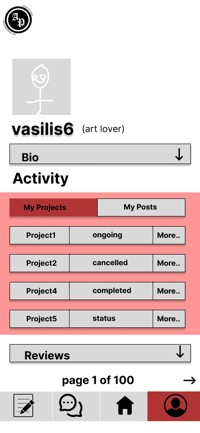 AP
vasilis6 (art lover)
Bio
Activity
My Projects My Posts
Project1 ongoing More..
Project2 cancelled More..
Project4 completed More..
Project5 status More..
Reviews
page 1 of 100